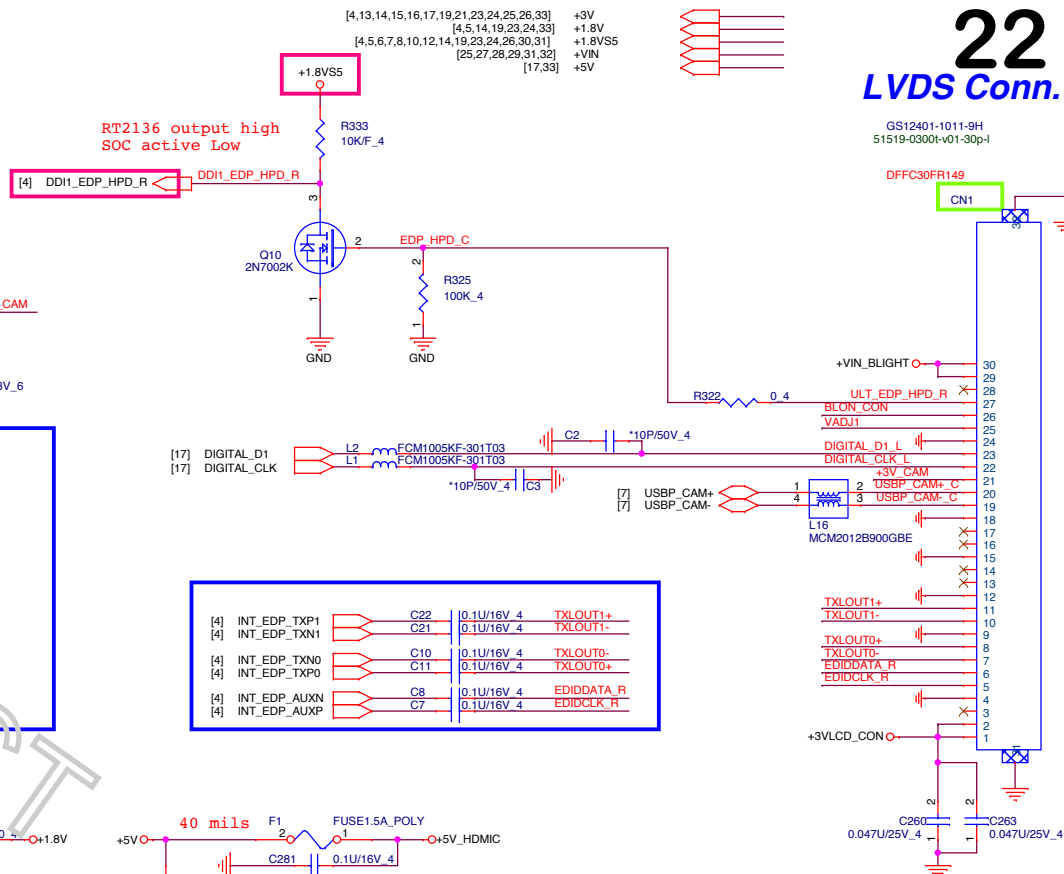 [4,13,14,15,16,17,19,21,23,24,25,26,33] +3V
[4,5,14,19,23,24,33] +1.8V
[4,5,6,7,8,10,12,14,19,23,24,26,30,31] +1.8VS5
[25,27,28,29,31,32] +VIN
[17,33] +5V
22
LVDS Conn.
GS12401-1011-9H
51519-0300t-v01-30p-l
DFFC30FR149
CN1
+1.8VS5
R333
10K/F_4
RT2136 output high
SOC active Low
[4] DDI1_EDP_HPD_R
DDI1_EDP_HPD_R
3
Q10
2N7002K
2
EDP_HPD_C
1
2
R325
100K_4
1
GND
GND
_CAM
3V_6
R322
0_4
+VIN_BLIGHT
ULT_EDP_HPD_R
BLON_CON
VADJ1
DIGITAL_D1_L
DIGITAL_CLK_L
+3V_CAM
USBP_CAM+_C
USBP_CAM-_C
30
29
28
27
26
25
24
23
22
21
20
19
18
17
16
15
14
13
12
11
10
9
8
7
6
5
4
3
2
1
31
[17] DIGITAL_D1
[17] DIGITAL_CLK
L2 FCM1005KF-301T03
L1 FCM1005KF-301T03
C2 *10P/50V_4
*10P/50V_4 C3
[7] USBP_CAM+
[7] USBP_CAM-
1 2
4 3
L16
MCM2012B900GBE
[4] INT_EDP_TXP1 C22 0.1U/16V_4 TXLOUT1+
[4] INT_EDP_TXN1 C21 0.1U/16V_4 TXLOUT1-
[4] INT_EDP_TXN0 C10 0.1U/16V_4 TXLOUT0-
[4] INT_EDP_TXP0 C11 0.1U/16V_4 TXLOUT0+
[4] INT_EDP_AUXN C8 0.1U/16V_4 EDIDDATA_R
[4] INT_EDP_AUXP C7 0.1U/16V_4 EDIDCLK_R
TXLOUT1+
TXLOUT1-
TXLOUT0+
TXLOUT0-
EDIDDATA_R
EDIDCLK_R
+3VLCD_CON
2
C260
0.047U/25V_4
1
2
C263
0.047U/25V_4
1
CT
+1.8V
+5V
40 mils
F1
2
FUSE1.5A_POLY
1
+5V_HDMIC
C281
0.1U/16V_4